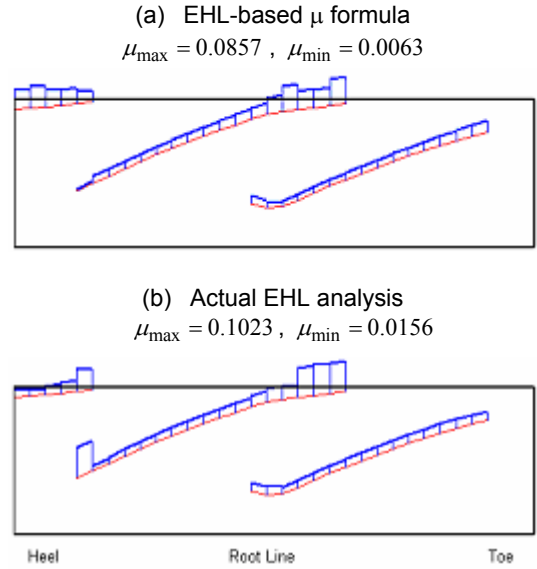 (a) EHL-based μ formula
μmax = 0.0857 , μmin = 0.0063
(b) Actual EHL analysis
μmax = 0.1023 , μmin = 0.0156
Heel Root Line Toe